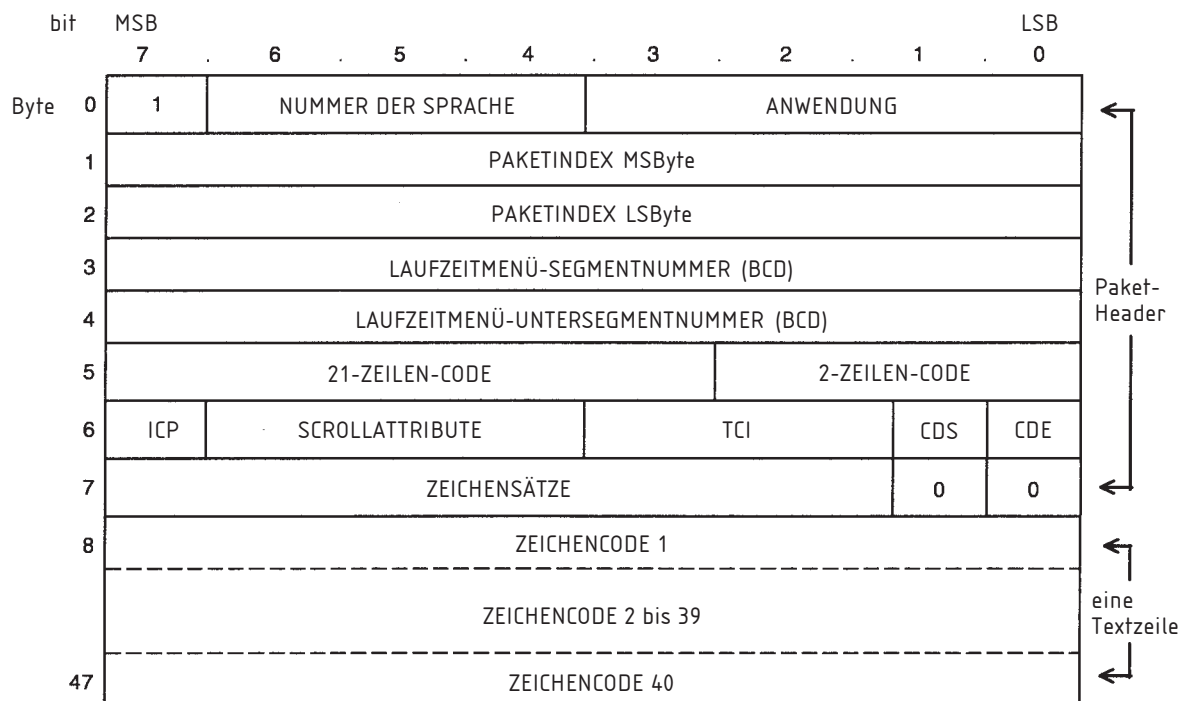 bit MSB LSB
7 . 6 . 5 . 4 . 3 . 2 . 1 . 0
Byte 0 1 NUMMER DER SPRACHE ANWENDUNG
1 PAKETINDEX MSByte
2 PAKETINDEX LSByte
3 LAUFZEITMENÜ-SEGMENTNUMMER (BCD)
4 LAUFZEITMENÜ-UNTERSEGMENTNUMMER (BCD)
Paket-
Header
5 21-ZEILEN-CODE 2-ZEILEN-CODE
6 ICP SCROLLATTRIBUTE TCI CDS CDE
7 ZEICHENSÄTZE 0 0
8 ZEICHENCODE 1
ZEICHENCODE 2 bis 39
eine
Textzeile
47 ZEICHENCODE 40